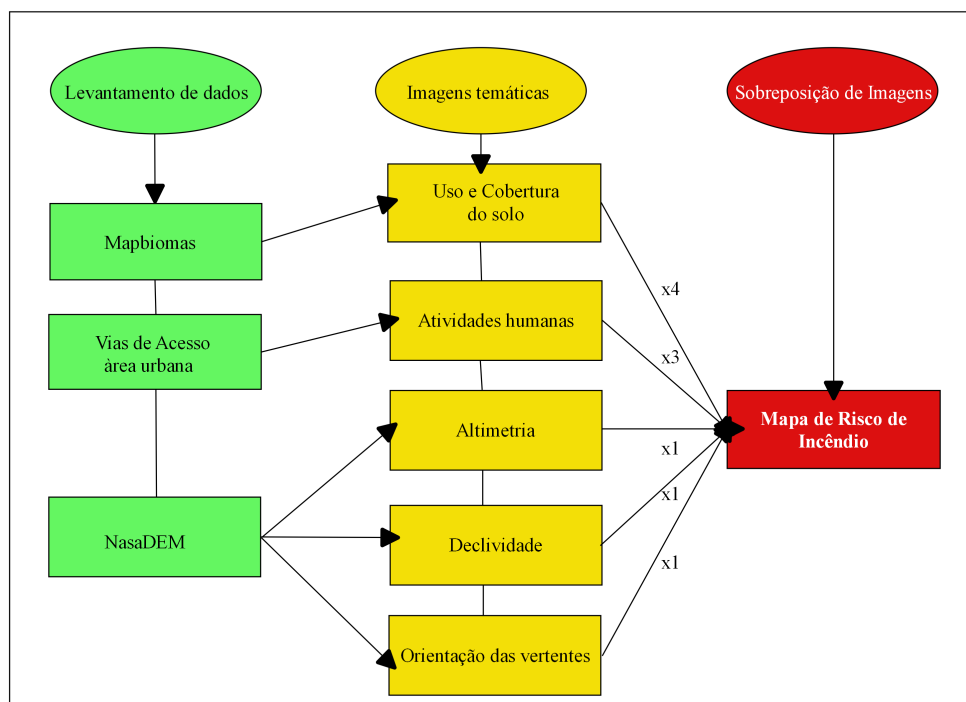 Levantamento de dados
Imagens temáticas
Sobreposição de Imagens
Mapbiomas
Uso e Cobertura
do solo
x4
Vias de Acesso
àrea urbana
Atividades humanas
x3
Altimetria
x1
Mapa de Risco de
Incêndio
NasaDEM
Declividade
x1
Orientação das vertentes
x1